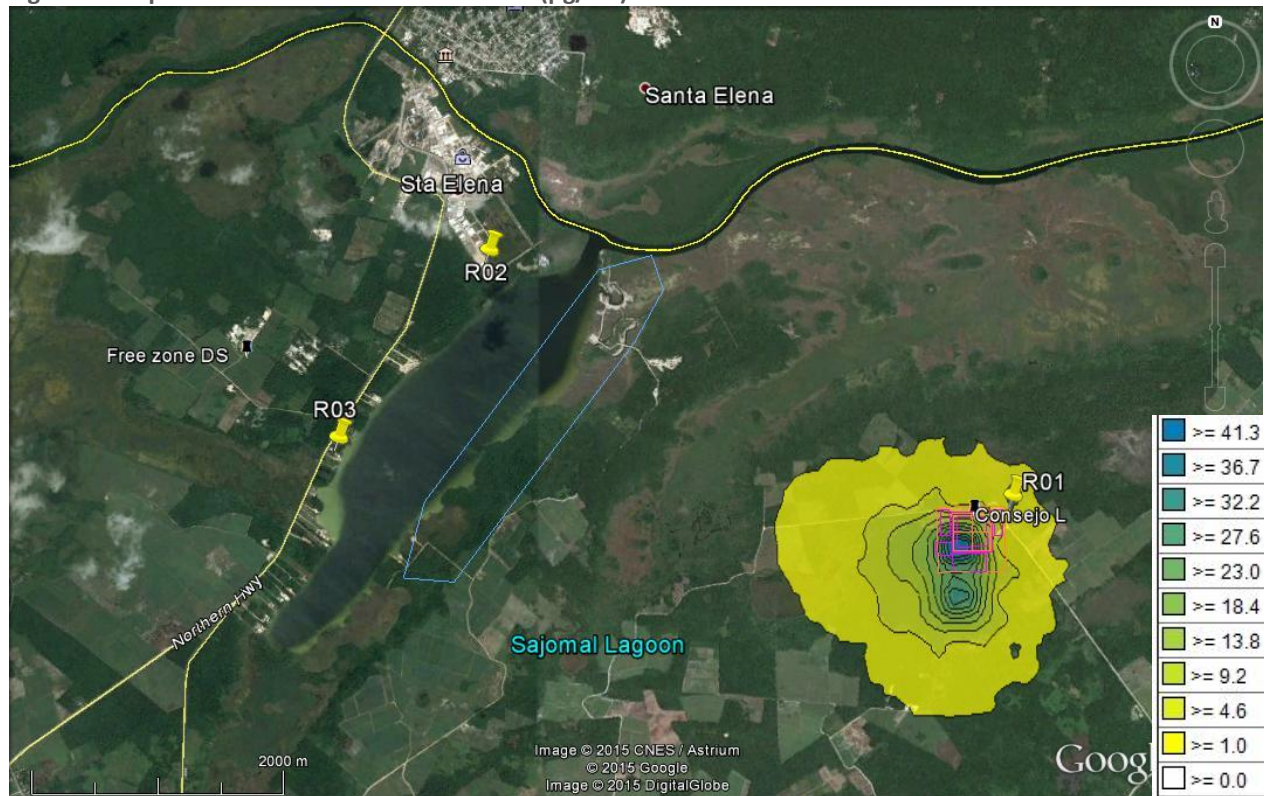 N
Santa Elena
Sta Elena
R02
Free zone DS
R03
R01
Consejo L
Northern Hwy
Sajomal Lagoon
2000 m
Image © 2015 CNES / Astrium
© 2015 Google
Image © 2015 DigitalGlobe
Goog
>= 41.3
>= 36.7
>= 32.2
>= 27.6
>= 23.0
>= 18.4
>= 13.8
>= 9.2
>= 4.6
>= 1.0
>= 0.0